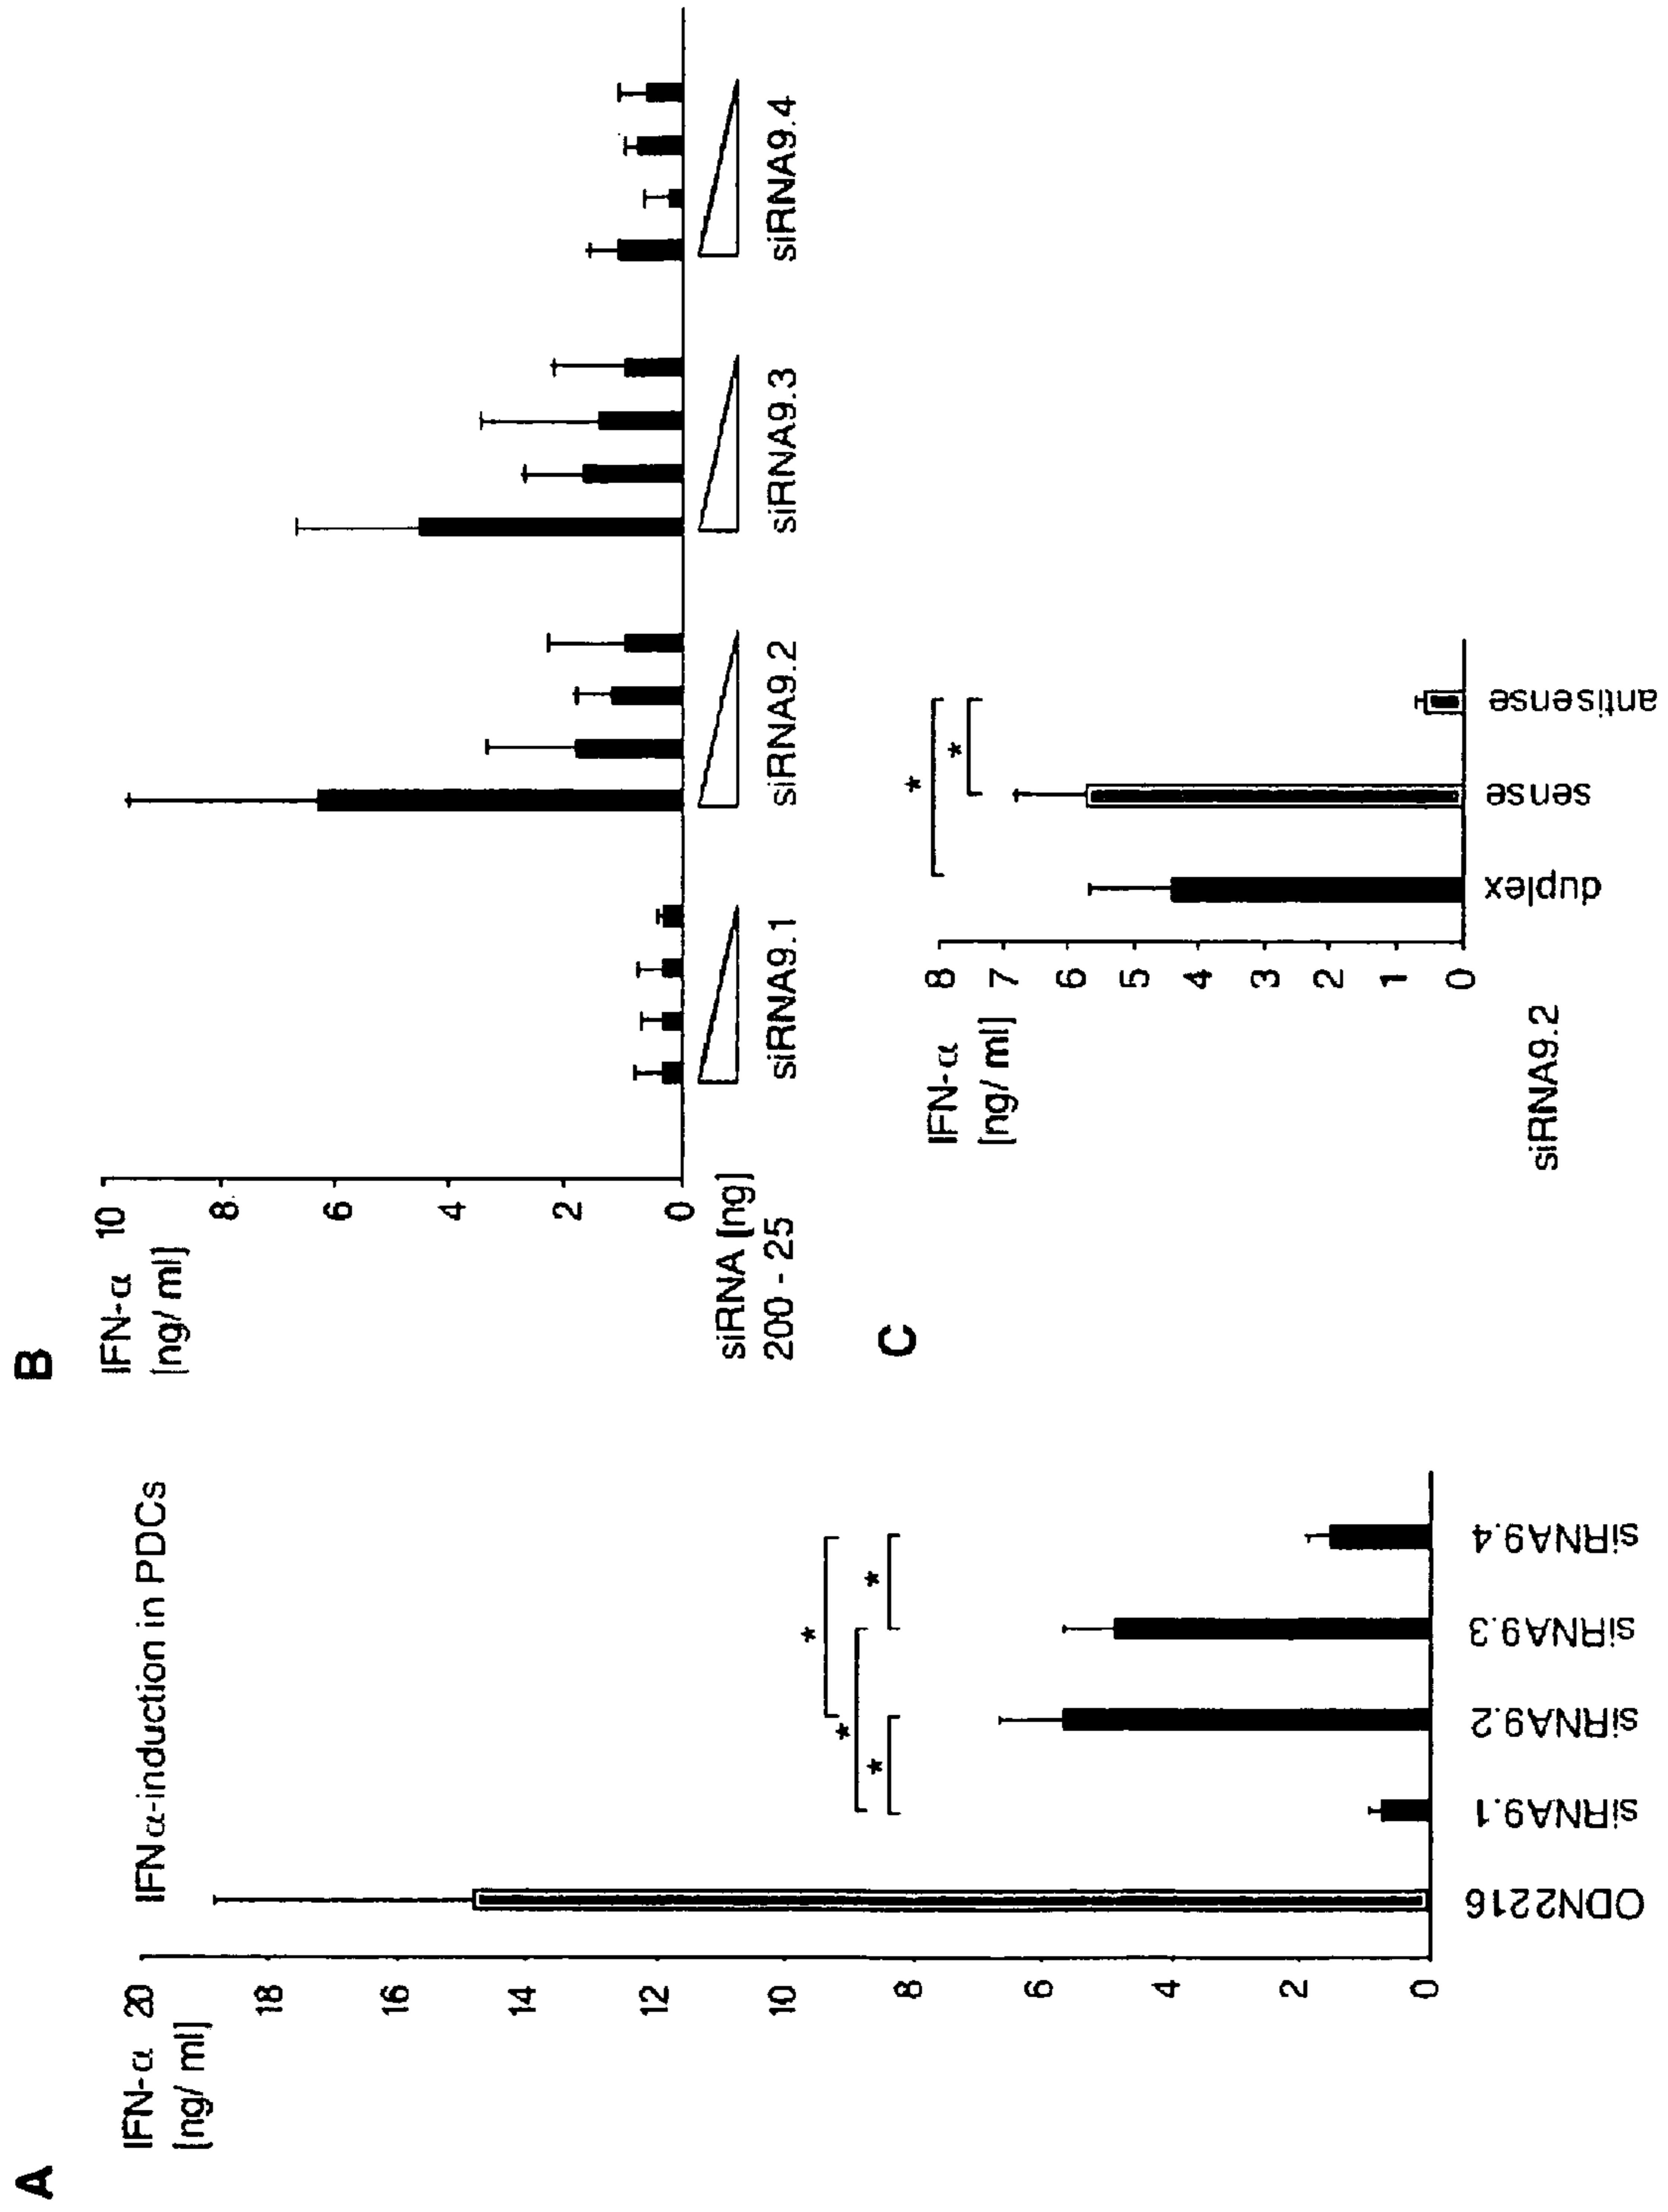 A
IFNα-induction in PDCs
IFN-α
[ng/ ml]
20
18
16
14
12
10
8
6
4
2
0
ODN2216
siRNA9.1
siRNA9.2
siRNA9.3
siRNA9.4
*
*
*
*
B
IFN-α
[ng/ ml]
10
8
6
4
2
0
siRNA [ng]
200 - 25
siRNA9.1
siRNA9.2
siRNA9.3
siRNA9.4
C
IFN-α
[ng/ ml]
8
7
6
5
4
3
2
1
0
*
*
siRNA9.2
duplex
sense
antisense